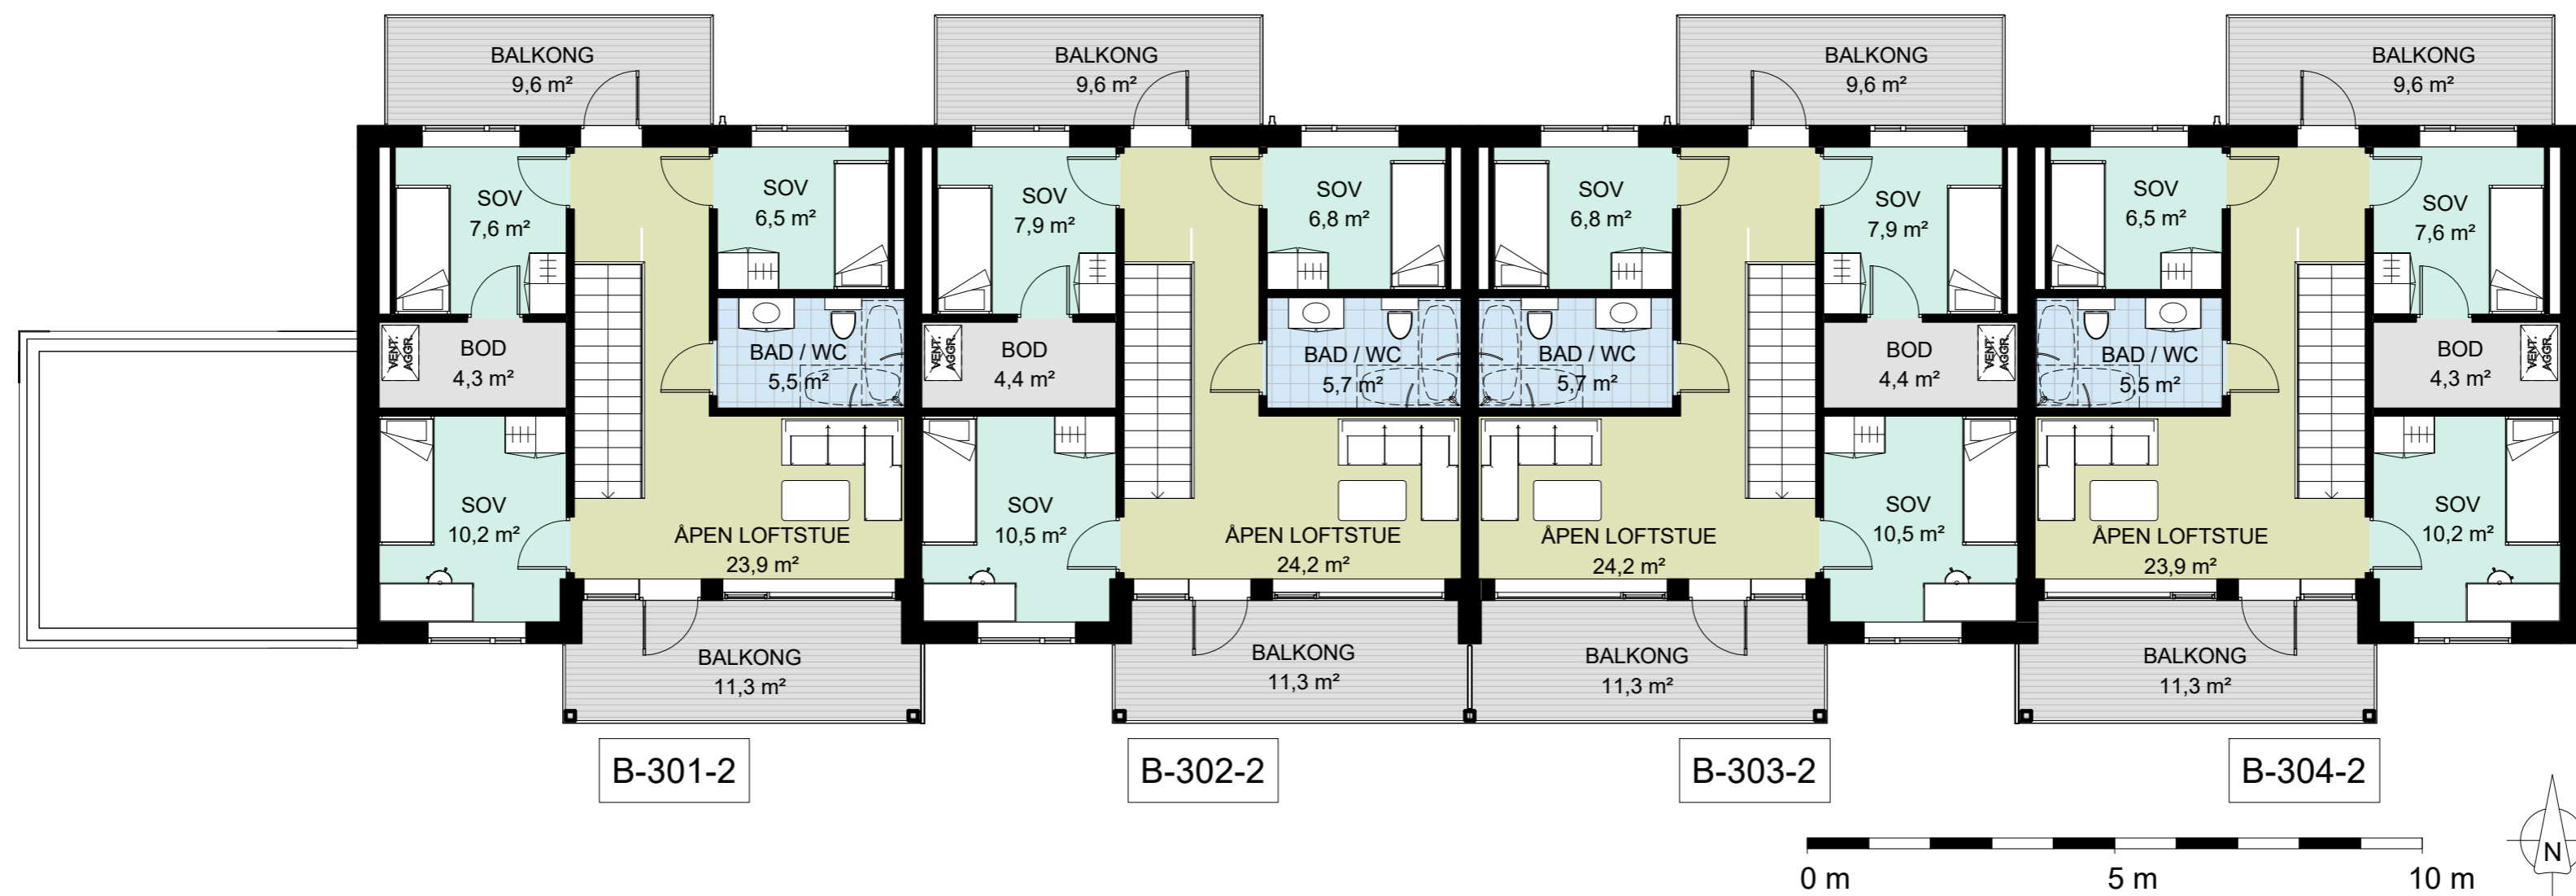 BALKONG
9,6 m²
BALKONG
9,6 m²
BALKONG
9,6 m²
BALKONG
9,6 m²
SOV
7,6 m²
SOV
6,5 m²
SOV
7,9 m²
SOV
6,8 m²
SOV
6,8 m²
SOV
7,9 m²
SOV
6,5 m²
SOV
7,6 m²
VENT.
AGGR.
BOD
4,3 m²
BAD / WC
5,5 m²
VENT.
AGGR.
BOD
4,4 m²
BAD / WC
5,7 m²
BAD / WC
5,7 m²
BOD
4,4 m²
VENT.
AGGR.
BAD / WC
5,5 m²
BOD
4,3 m²
VENT.
AGGR.
SOV
10,2 m²
ÅPEN LOFTSTUE
23,9 m²
SOV
10,5 m²
ÅPEN LOFTSTUE
24,2 m²
ÅPEN LOFTSTUE
24,2 m²
SOV
10,5 m²
ÅPEN LOFTSTUE
23,9 m²
SOV
10,2 m²
BALKONG
11,3 m²
BALKONG
11,3 m²
BALKONG
11,3 m²
BALKONG
11,3 m²
B-301-2
B-302-2
B-303-2
B-304-2
0 m
5 m
10 m
N